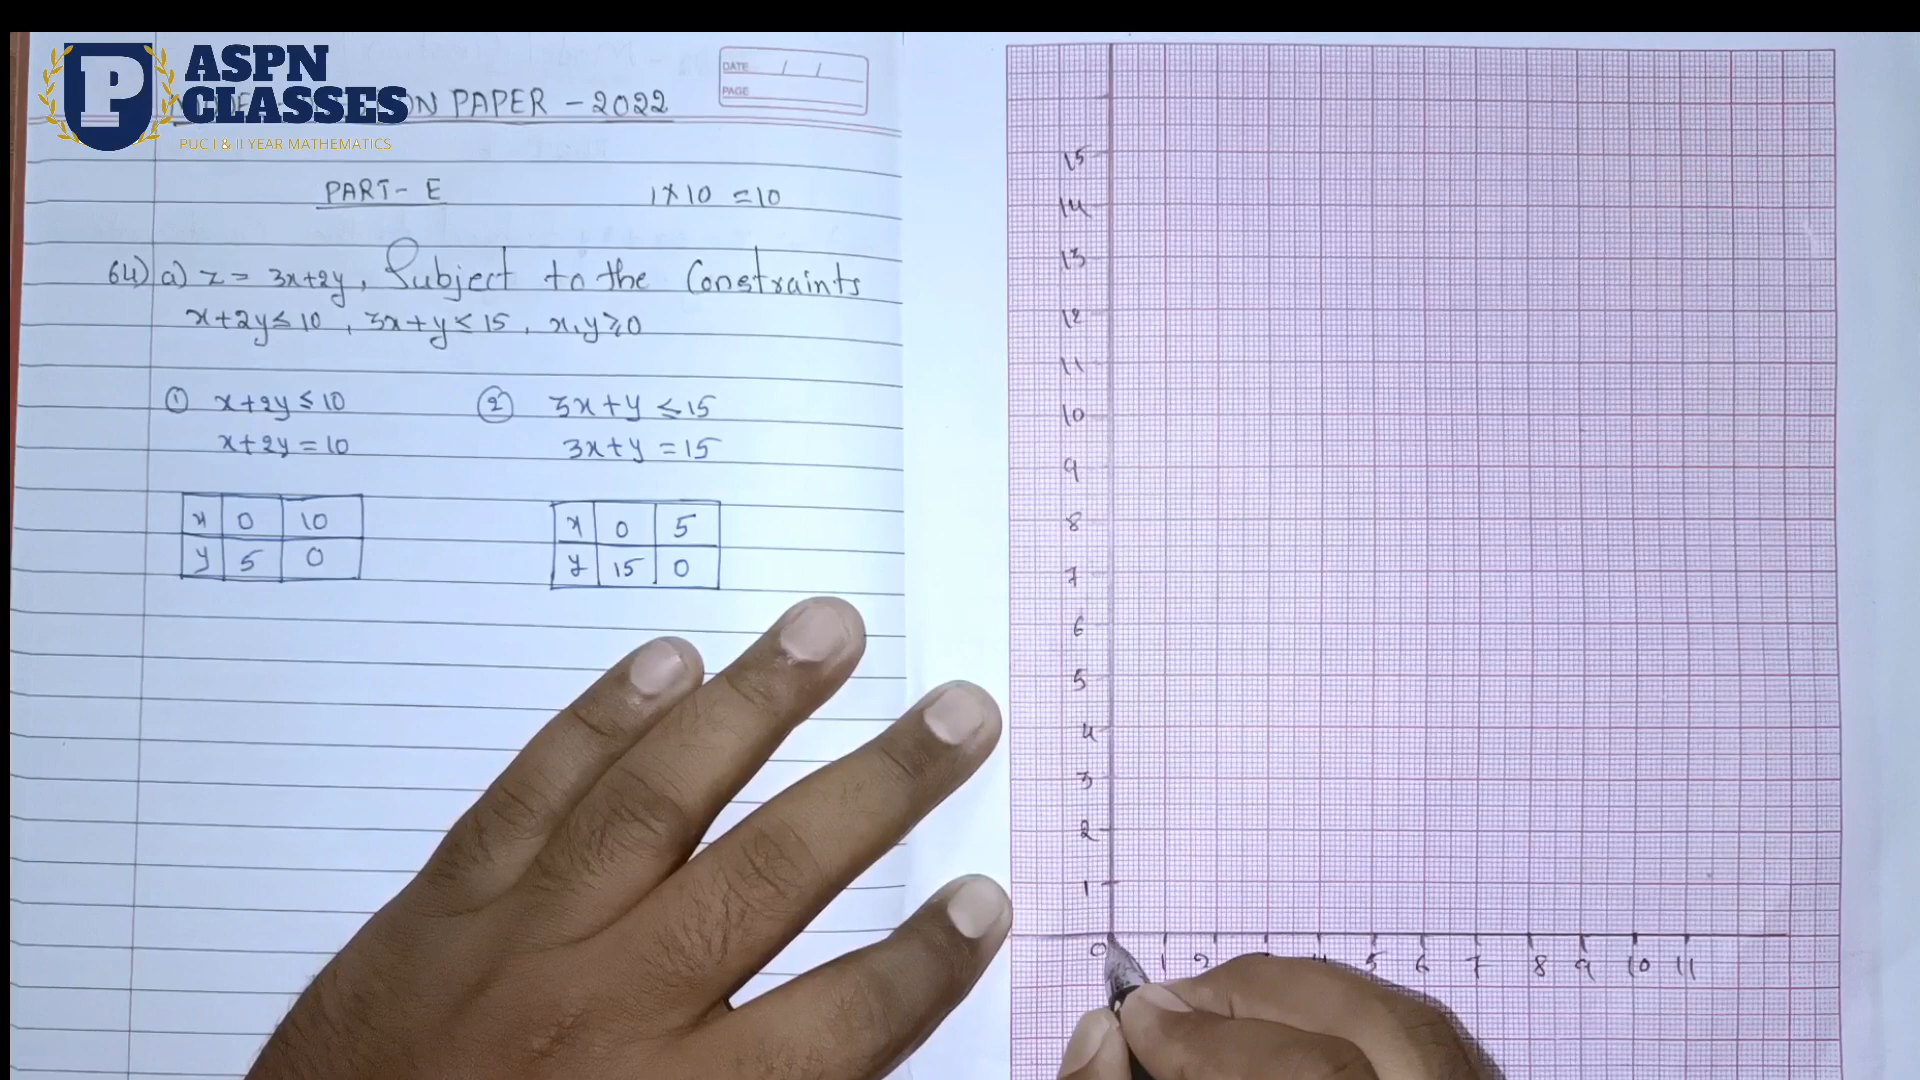 ASPN
CLASSES
PUC I & II YEAR MATHEMATICS
ON PAPER - 2022
DATE / /
PAGE
PART- E 1×10 =10
64) a) z= 3x+2y, Subject to the Constraints
x+2y≤10, 3x+y<15, x,y≥0
① x+2y≤10 ② 3x+y≤15
x+2y=10 3x+y=15
x 0 10
y 5 0
x 0 5
y 15 0
15
14
13
12
11
10
9
8
7
6
5
4
3
2
1
0 1 2 4 5 6 7 8 9 10 11